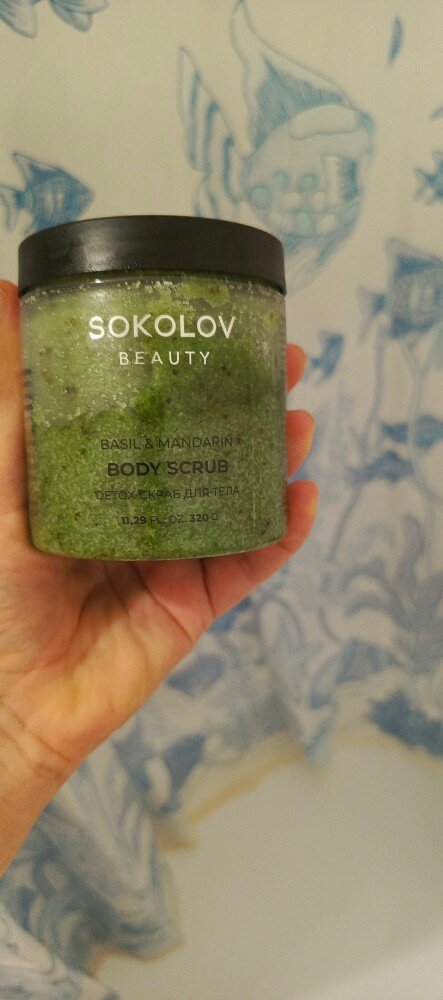 SOKOLOV
BEAUTY
BASIL & MANDARIN
BODY SCRUB
DETOX СКРАБ ДЛЯ ТЕЛА
11,29 FL. OZ. 320 G